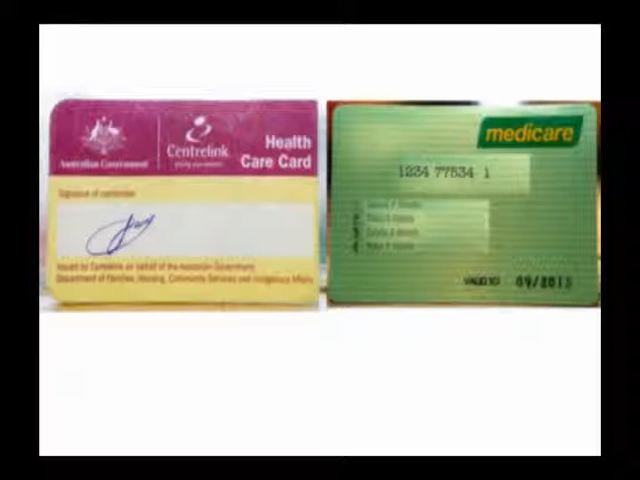 Australian Government
Centrelink
Health
Care Card
Signature of cardholder
Issued by Centrelink on behalf of the Australian Government
Department of Families, Housing, Community Services and Indigenous Affairs
medicare
1234 77534 1
VALID TO 09/2013